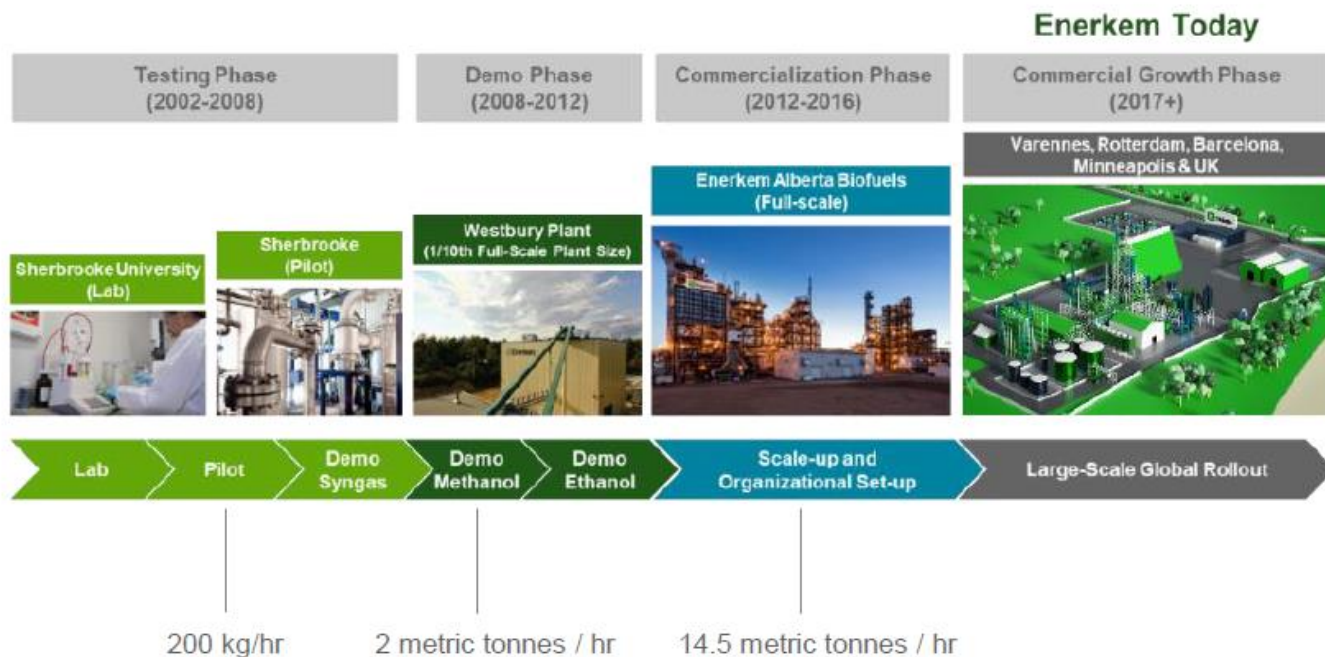 Enerkem Today
Testing Phase
(2002-2008)
Demo Phase
(2008-2012)
Commercialization Phase
(2012-2016)
Commercial Growth Phase
(2017+)
Varennes, Rotterdam, Barcelona,
Minneapolis & UK
Enerkem Alberta Biofuels
(Full-scale)
Westbury Plant
(1/10th Full-Scale Plant Size)
Sherbrooke
(Pilot)
Sherbrooke University
(Lab)
Lab
Pilot
Demo
Syngas
Demo
Methanol
Demo
Ethanol
Scale-up and
Organizational Set-up
Large-Scale Global Rollout
200 kg/hr
2 metric tonnes / hr
14.5 metric tonnes / hr